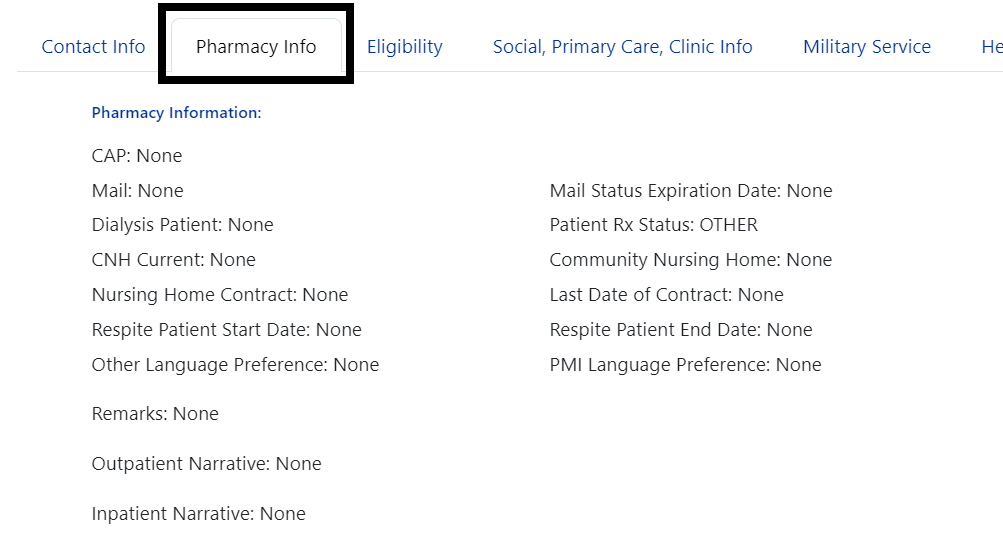 Contact Info Pharmacy Info Eligibility Social, Primary Care, Clinic Info Military Service
Pharmacy Information:
CAP: None
Mail: None Mail Status Expiration Date: None
Dialysis Patient: None Patient Rx Status: OTHER
CNH Current: None Community Nursing Home: None
Nursing Home Contract: None Last Date of Contract: None
Respite Patient Start Date: None Respite Patient End Date: None
Other Language Preference: None PMI Language Preference: None
Remarks: None
Outpatient Narrative: None
Inpatient Narrative: None